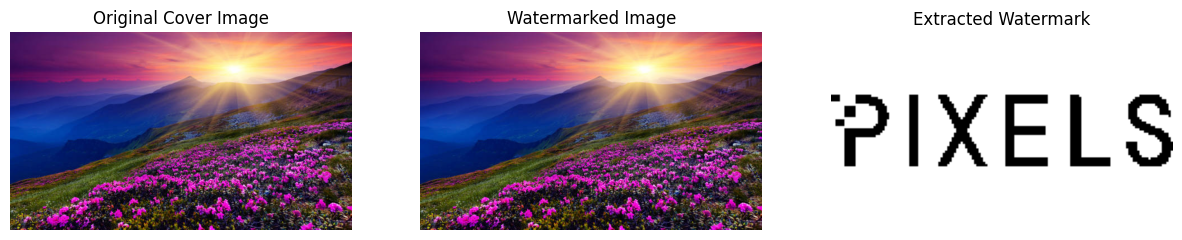 Original Cover Image
Watermarked Image
Extracted Watermark
PIXELS